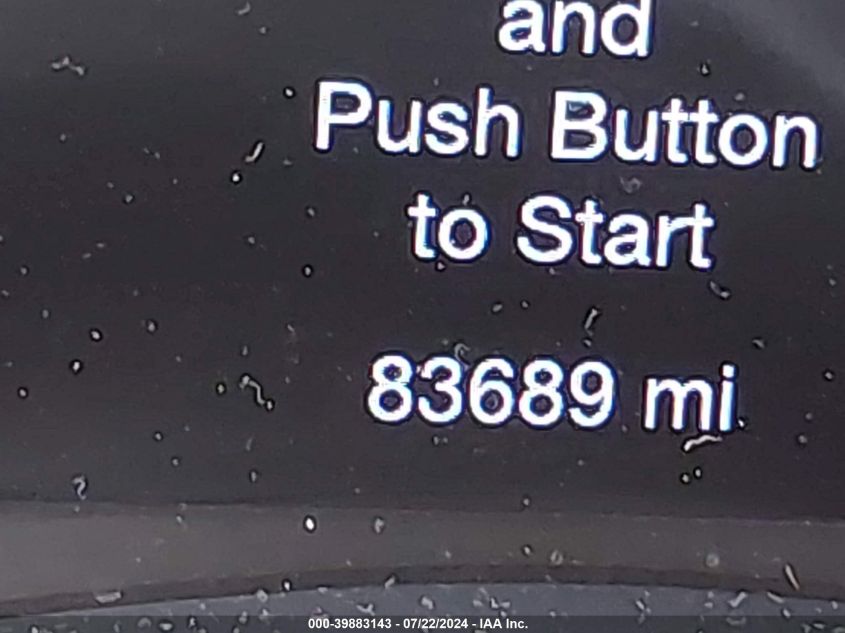 and
Push Button
to Start
83689 mi
000-39883143 - 07/22/2024 - IAA Inc.